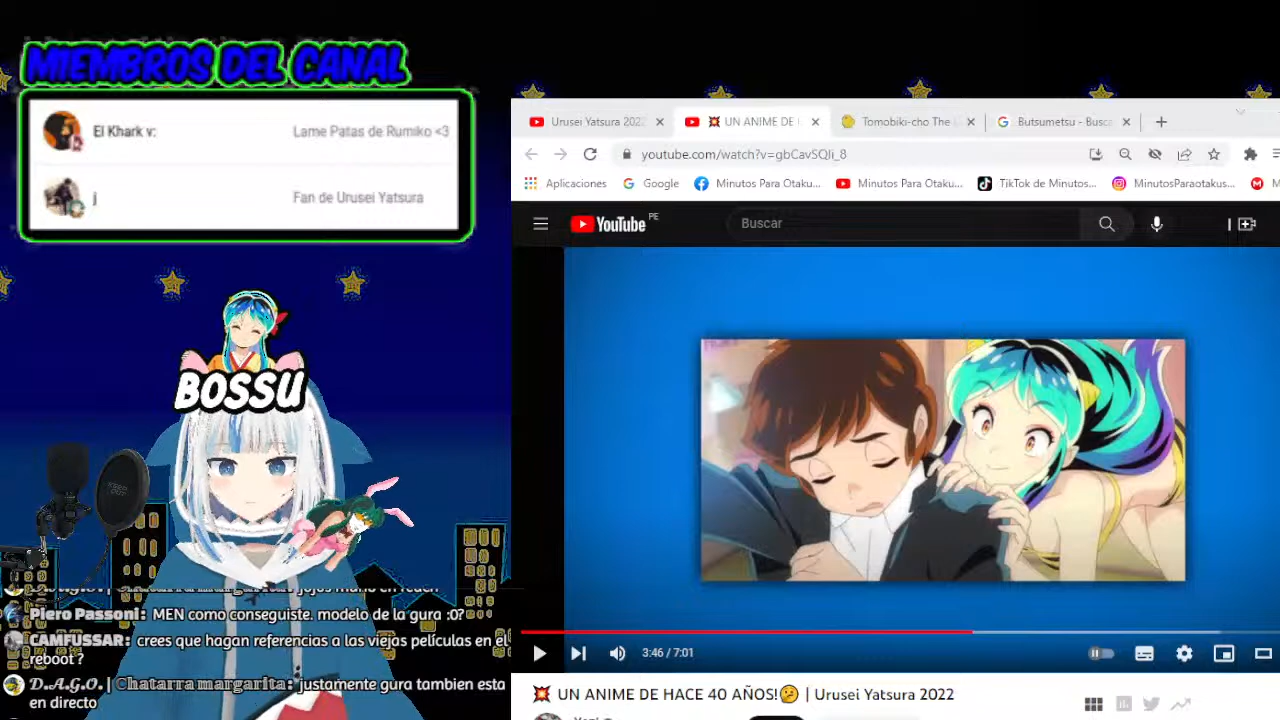 MIEMBROS DEL CANAL
El Khark v: Lame Patas de Rumiko <3
j Fan de Urusei Yatsura
BOSSU
Piero Passoni: MEN como conseguiste. modelo de la gura :0?
CAMFUSSAR: crees que hagan referencias a las viejas películas en el
reboot ?
D.A.G.O. | Chatarra margarita: justamente gura tambien esta
en directo
Urusei Yatsura 202
💥 UN ANIME DE
Tomobiki-cho The
Butsumetsu - Busca
youtube.com/watch?v=gbCavSQli_8
Aplicaciones Google Minutos Para Otaku... Minutos Para Otaku... TikTok de Minutos... MinutosParaotakus...
YouTube PE
Buscar
3:46 / 7:01
💥 UN ANIME DE HACE 40 AÑOS!🤔 | Urusei Yatsura 2022